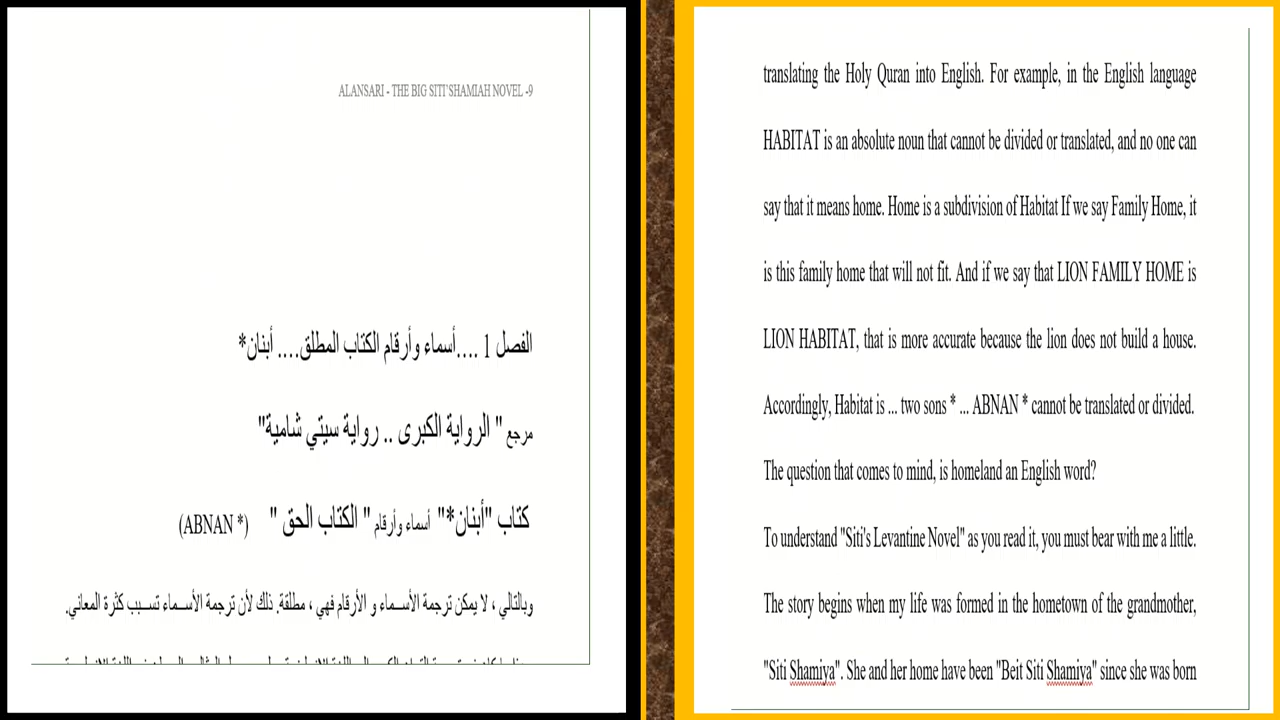 ALANSARI - THE BIG SITI'SHAMIAH NOVEL -9
الفصل 1 ....أسماء وأرقام الكتاب المطلق.... أبنان*
مرجع " الرواية الكبرى .. رواية سيتي شامية"
كتاب "أبنان*" أسماء وأرقام " الكتاب الحق " (ABNAN *)
وبالتالي ، لا يمكن ترجمة الأسماء و الأرقام فهي ، مطلقة. ذلك لأن ترجمة الأسماء تسبب كثرة المعاني.
translating the Holy Quran into English. For example, in the English language
HABITAT is an absolute noun that cannot be divided or translated, and no one can
say that it means home. Home is a subdivision of Habitat If we say Family Home, it
is this family home that will not fit. And if we say that LION FAMILY HOME is
LION HABITAT, that is more accurate because the lion does not build a house.
Accordingly, Habitat is ... two sons * ... ABNAN * cannot be translated or divided.
The question that comes to mind, is homeland an English word?
To understand "Siti's Levantine Novel" as you read it, you must bear with me a little.
The story begins when my life was formed in the hometown of the grandmother,
"Siti Shamiya". She and her home have been "Beit Siti Shamiya" since she was born